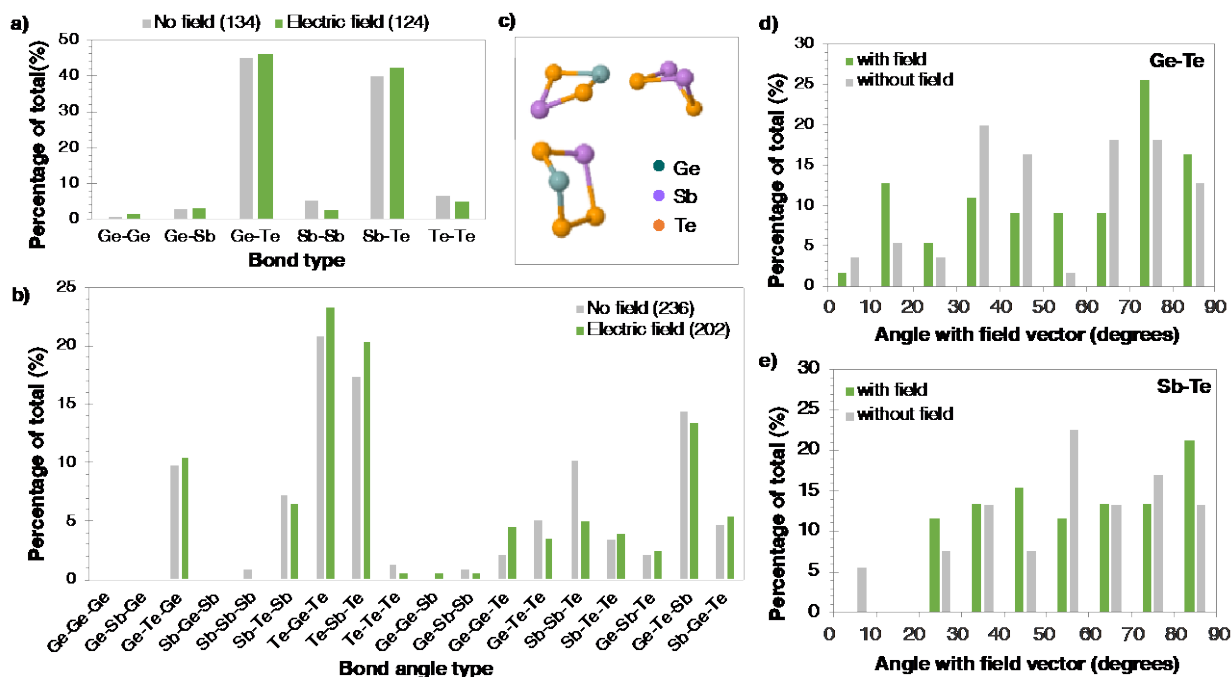 a)
No field (134) Electric field (124)
Percentage of total(%)
50
40
30
20
10
0
Ge-Ge Ge-Sb Ge-Te Sb-Sb Sb-Te Te-Te
Bond type
b)
No field (236)
Electric field (202)
Percentage of total (%)
25
20
15
10
5
0
Ge-Ge-Ge
Ge-Sb-Ge
Ge-Te-Ge
Sb-Ge-Sb
Sb-Sb-Sb
Sb-Te-Sb
Te-Ge-Te
Te-Sb-Te
Te-Te-Te
Ge-Ge-Sb
Ge-Sb-Sb
Ge-Ge-Te
Ge-Te-Te
Sb-Sb-Te
Sb-Te-Te
Ge-Sb-Te
Ge-Te-Sb
Sb-Ge-Te
Bond angle type
c)
Ge
Sb
Te
d)
with field
without field
Ge-Te
Percentage of total (%)
30
25
20
15
10
5
0
0 10 20 30 40 50 60 70 80 90
Angle with field vector (degrees)
e)
with field
without field
Sb-Te
Percentage of total (%)
30
25
20
15
10
5
0
0 10 20 30 40 50 60 70 80 90
Angle with field vector (degrees)